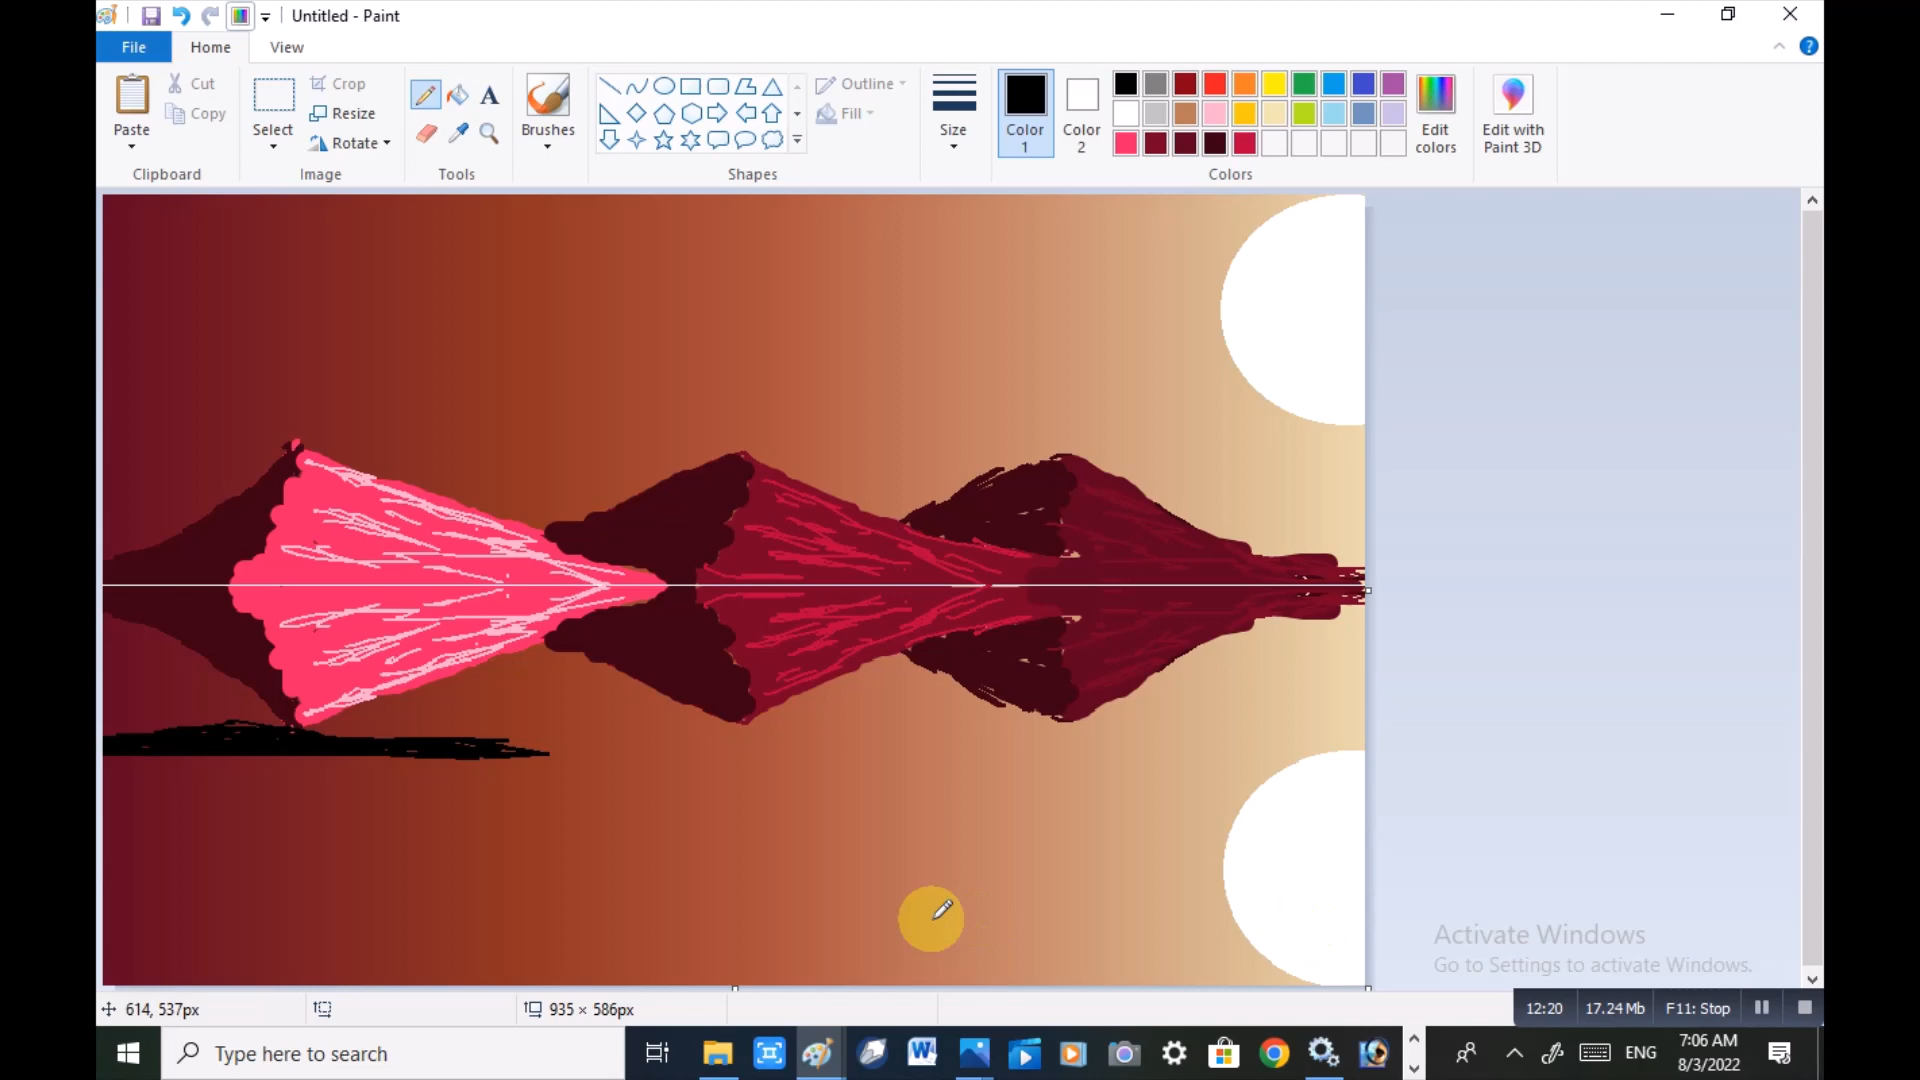 Untitled - Paint
File
Home
View
Paste
Cut
Copy
Clipboard
Select
Crop
Resize
Rotate
Image
A
Tools
Brushes
Shapes
Outline
Fill
Size
Color 1
Color 2
Colors
Edit colors
Edit with Paint 3D
?
Activate Windows
Go to Settings to activate Windows.
614, 537px
935 × 586px
12:20
17.24 Mb
F11: Stop
Type here to search
W
ENG
7:06 AM
8/3/2022